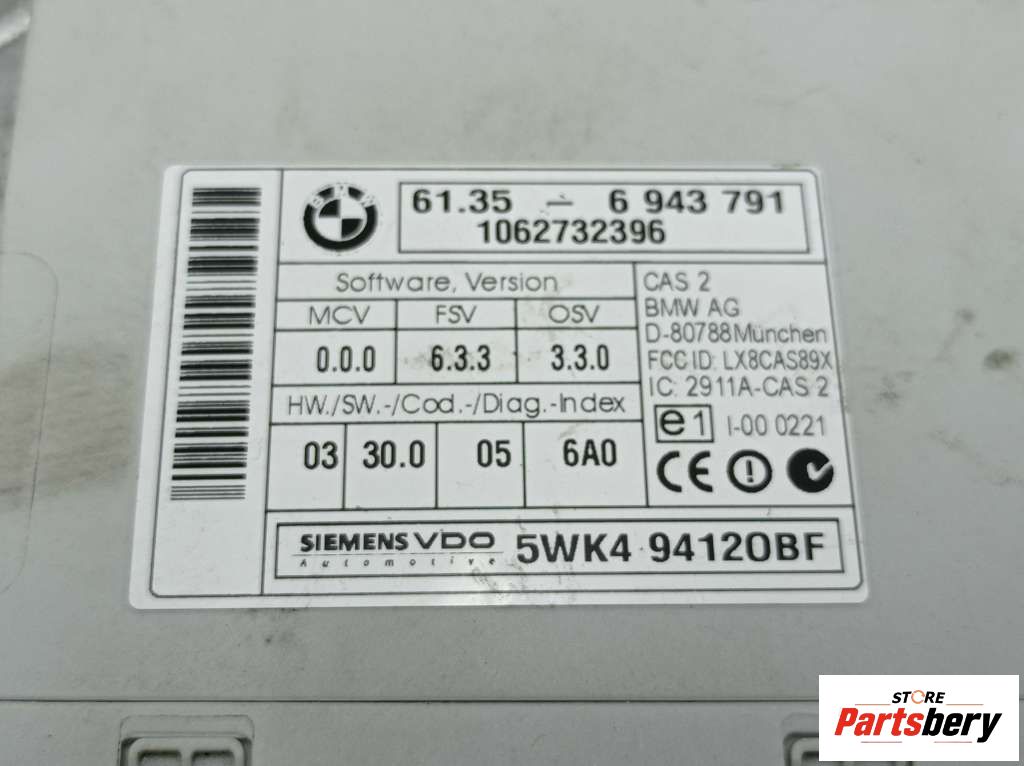 BMW
61.35 - 6 943 791
1062732396
Software, Version
MCV FSV OSV
0.0.0 6.3.3 3.3.0
HW./SW.-/Cod.-/Diag.-Index
03 30.0 05 6A0
CAS 2
BMW AG
D-80788 München
FCC ID: LX8CAS89X
IC: 2911A-CAS 2
e1 I-00 0221
CE
SIEMENS VDO
Automotive
5WK4 94120BF
STORE
Partsbery